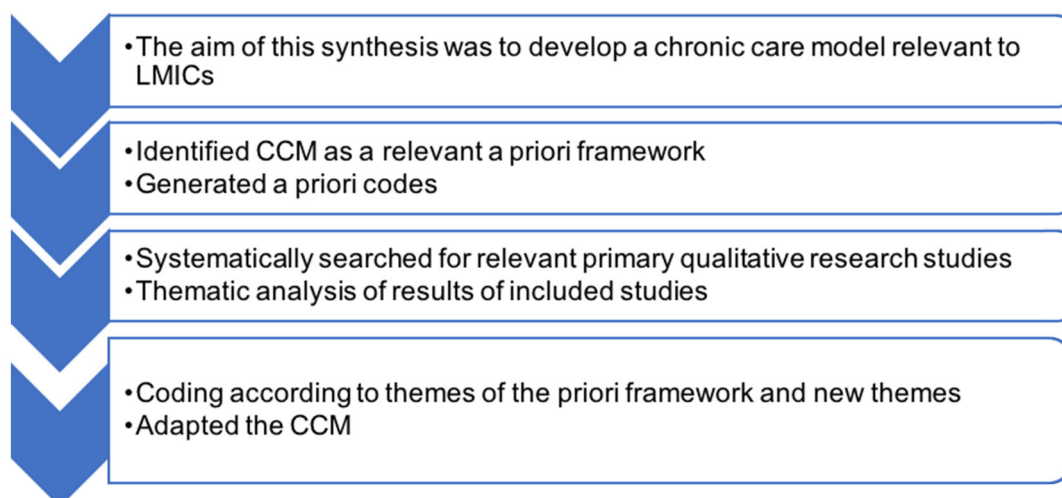 •The aim of this synthesis was to develop a chronic care model relevant to
LMICs
•Identified CCM as a relevant a priori framework
•Generated a priori codes
•Systematically searched for relevant primary qualitative research studies
•Thematic analysis of results of included studies
•Coding according to themes of the priori framework and new themes
•Adapted the CCM